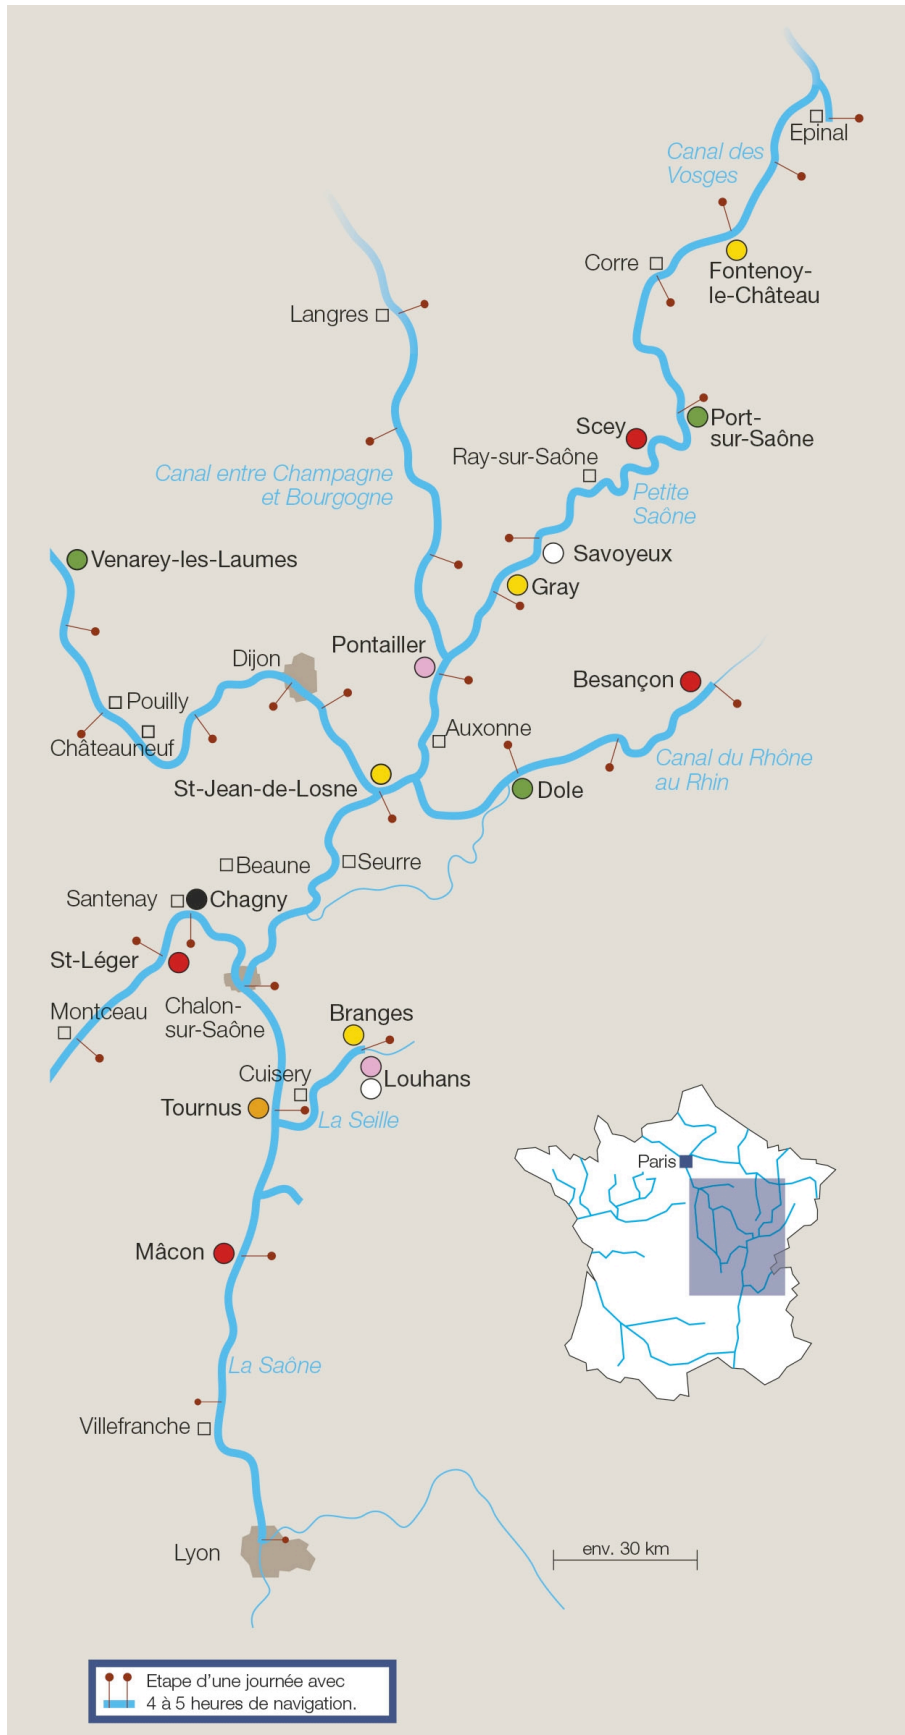 Epinal
Canal des
Vosges
Corre
Fontenoy-
le-Château
Langres
Port-
sur-Saône
Scey
Ray-sur-Saône
Canal entre Champagne
et Bourgogne
Petite
Saône
Venarey-les-Laumes
Savoyeux
Gray
Pontailler
Dijon
Besançon
Pouilly
Châteauneuf
Auxonne
Canal du Rhône
au Rhin
St-Jean-de-Losne
Dole
Beaune
Seurre
Santenay
Chagny
St-Léger
Montceau
Chalon-
sur-Saône
Branges
Cuisery
Louhans
Tournus
La Seille
Paris
Mâcon
La Saône
Villefranche
Lyon
env. 30 km
Etape d'une journée avec
4 à 5 heures de navigation.